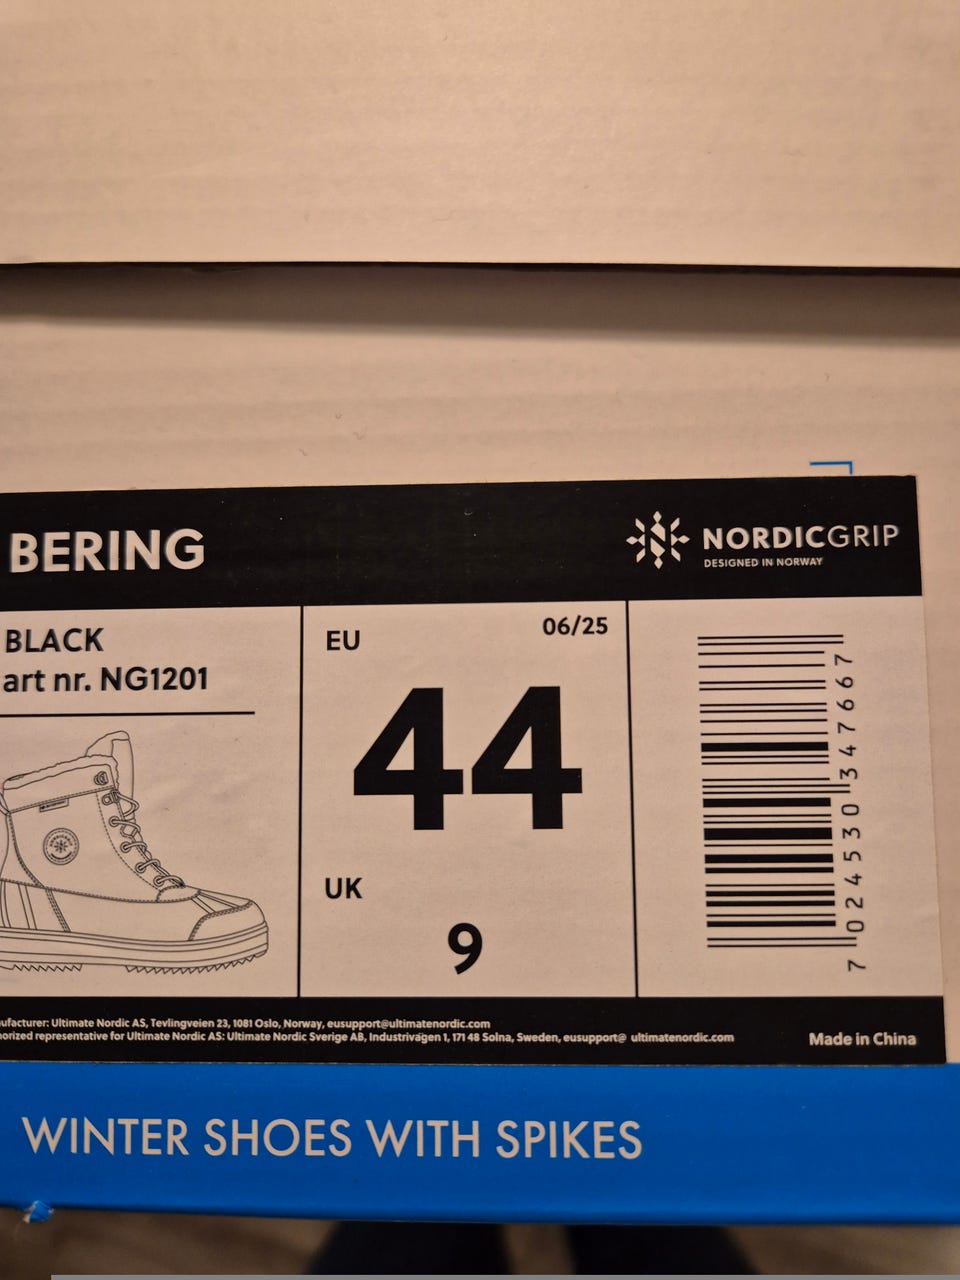 BERING
NORDICGRIP
DESIGNED IN NORWAY
BLACK
art nr. NG1201
EU
06/25
44
UK
9
7 024530 347667
ufacturer: Ultimate Nordic AS, Tevlingveien 23, 1081 Oslo, Norway, eusupport@ultimatenordic.com
horized representative for Ultimate Nordic AS: Ultimate Nordic Sverige AB, Industrivägen 1, 171 48 Solna, Sweden, eusupport@ ultimatenordic.com
Made in China
WINTER SHOES WITH SPIKES